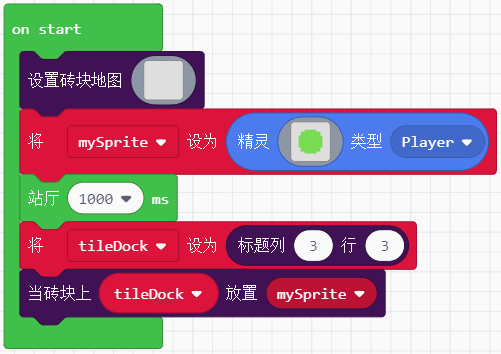 on start
设置砖块地图
将 mySprite 设为 精灵 类型 Player
站厅 1000 ms
将 tileDock 设为 标题列 3 行 3
当砖块上 tileDock 放置 mySprite